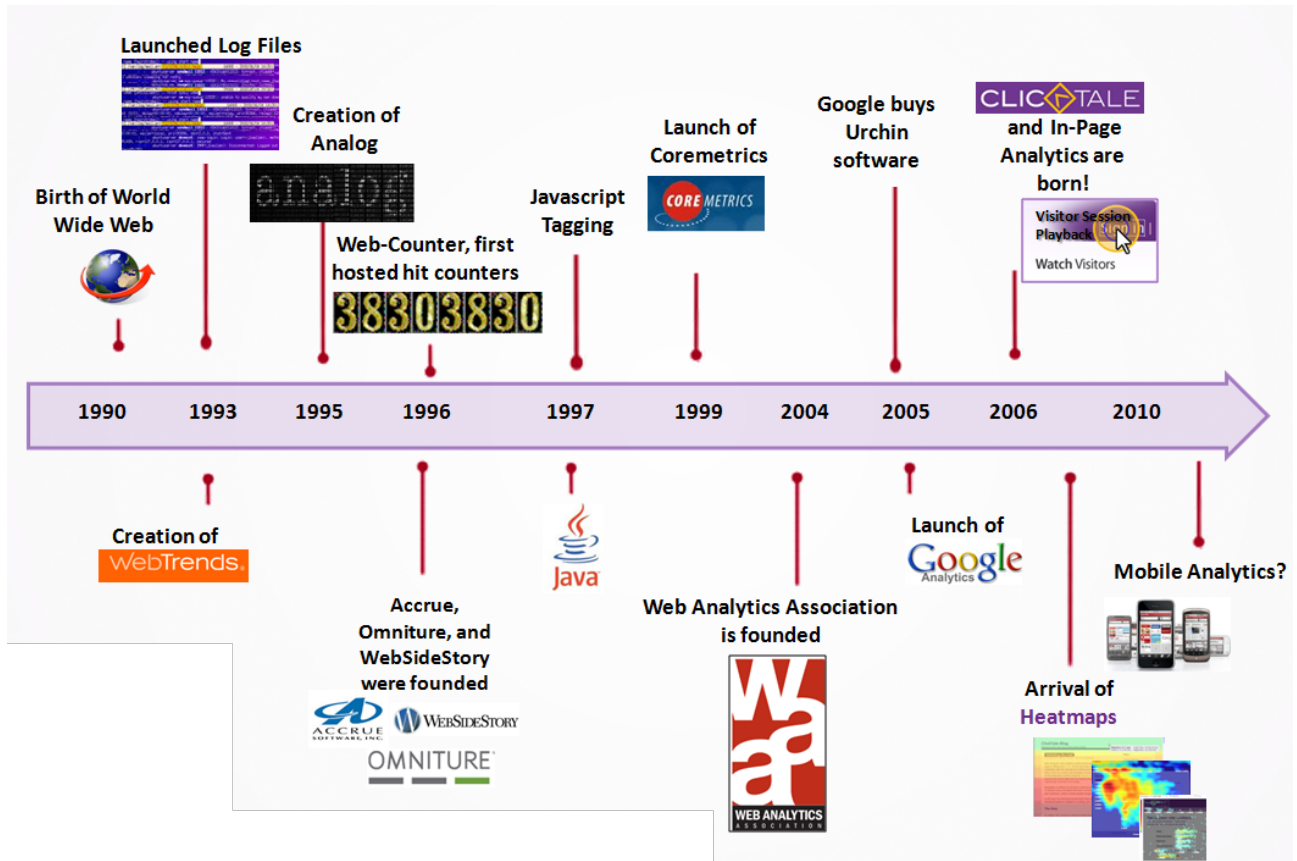 Launched Log Files
Creation of
Analog
analog
Birth of World
Wide Web
Web-Counter, first
hosted hit counters
38303830
Javascript
Tagging
Launch of
Coremetrics
COREMETRICS
Google buys
Urchin
software
CLICKTALE
and In-Page
Analytics are
born!
Visitor Session
Playback
Sign In
Watch Visitors
1990
1993
1995
1996
1997
1999
2004
2005
2006
2010
Creation of
WebTrends.
Accrue,
Omniture, and
WebSideStory
were founded
ACCRUE
SOFTWARE, INC.
WEBSIDESTORY
OMNITURE
Java
Web Analytics Association
is founded
waa
WEB ANALYTICS
ASSOCIATION
Launch of
Google
Analytics
Arrival of
Heatmaps
Mobile Analytics?